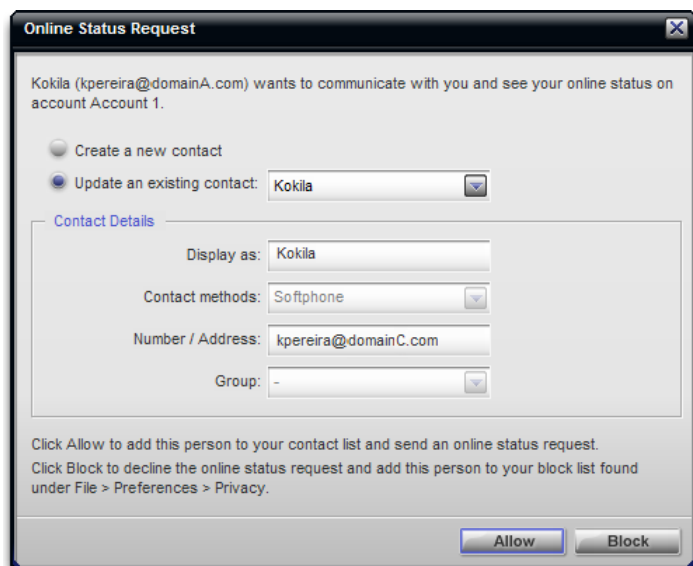 Online Status Request
Kokila (kpereira@domainA.com) wants to communicate with you and see your online status on
account Account 1.
Create a new contact
Update an existing contact: Kokila
Contact Details
Display as: Kokila
Contact methods: Softphone
Number / Address: kpereira@domainC.com
Group: -
Click Allow to add this person to your contact list and send an online status request.
Click Block to decline the online status request and add this person to your block list found
under File > Preferences > Privacy.
Allow Block